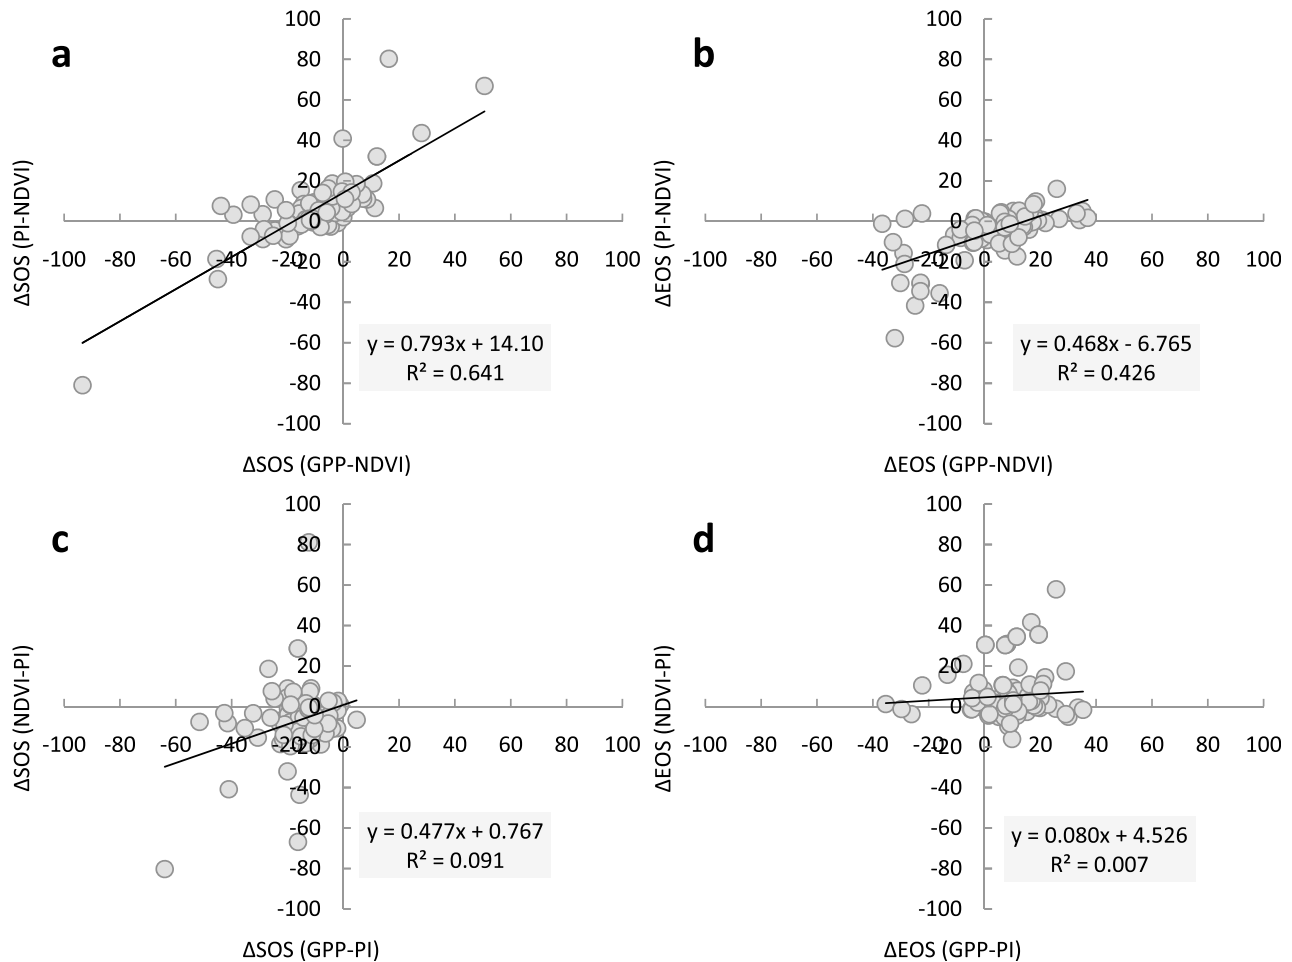 a
100
80
60
40
20
0
-20
-40
-60
-80
-100
-100 -80 -60 -40 -20 0 20 40 60 80 100
ΔSOS (PI-NDVI)
y = 0.793x + 14.10
R² = 0.641
ΔSOS (GPP-NDVI)
b
100
80
60
40
20
0
-20
-40
-60
-80
-100
-100 -80 -60 -40 -20 0 20 40 60 80 100
ΔEOS (PI-NDVI)
y = 0.468x - 6.765
R² = 0.426
ΔEOS (GPP-NDVI)
c
100
80
60
40
20
0
-20
-40
-60
-80
-100
-100 -80 -60 -40 -20 0 20 40 60 80 100
ΔSOS (NDVI-PI)
y = 0.477x + 0.767
R² = 0.091
ΔSOS (GPP-PI)
d
100
80
60
40
20
0
-20
-40
-60
-80
-100
-100 -80 -60 -40 -20 0 20 40 60 80 100
ΔEOS (NDVI-PI)
y = 0.080x + 4.526
R² = 0.007
ΔEOS (GPP-PI)